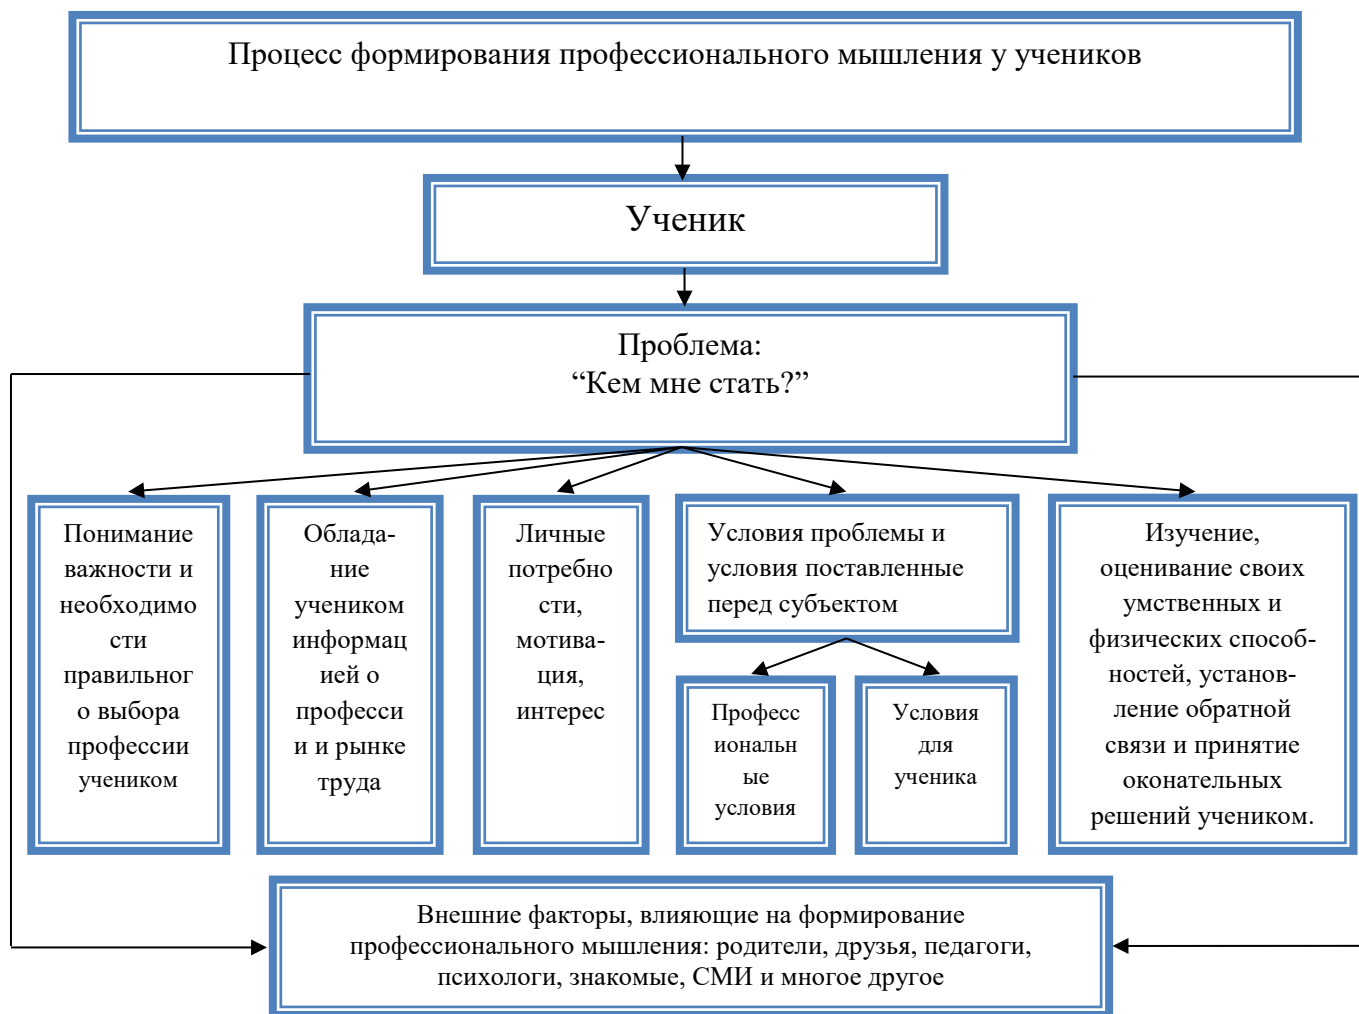 Процесс формирования профессионального мышления у учеников
Ученик
Проблема:
“Кем мне стать?”
Понимание
важности и
необходимо
сти
правильног
о выбора
профессии
учеником
Облада-
ние
учеником
информац
ией о
професси
и и рынке
труда
Личные
потребно
сти,
мотива-
ция,
интерес
Условия проблемы и
условия поставленные
перед субъектом
Професс
иональн
ые
условия
Условия
для
ученика
Изучение,
оценивание своих
умственных и
физических способ-
ностей, установ-
ление обратной
связи и принятие
оконательных
решений учеником.
Внешние факторы, влияющие на формирование
профессионального мышления: родители, друзья, педагоги,
психологи, знакомые, СМИ и многое другое